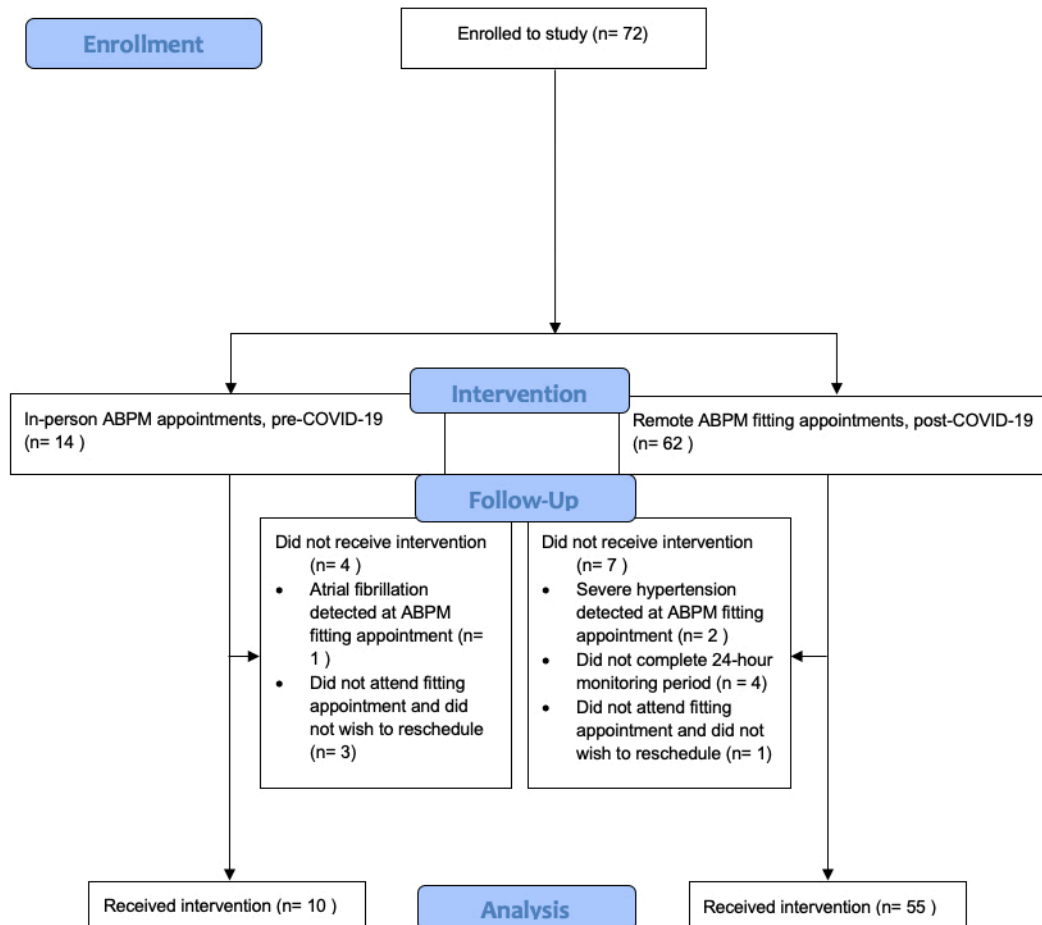 Enrollment
Enrolled to study (n= 72)
Intervention
In-person ABPM appointments, pre-COVID-19
(n= 14 )
Remote ABPM fitting appointments, post-COVID-19
(n= 62 )
Follow-Up
Did not receive intervention
(n= 4 )
• Atrial fibrillation
detected at ABPM
fitting appointment (n=
1 )
• Did not attend fitting
appointment and did
not wish to reschedule
(n= 3)
Did not receive intervention
(n= 7 )
• Severe hypertension
detected at ABPM fitting
appointment (n= 2 )
• Did not complete 24-hour
monitoring period (n = 4)
• Did not attend fitting
appointment and did not
wish to reschedule (n= 1)
Received intervention (n= 10 )
Analysis
Received intervention (n= 55 )